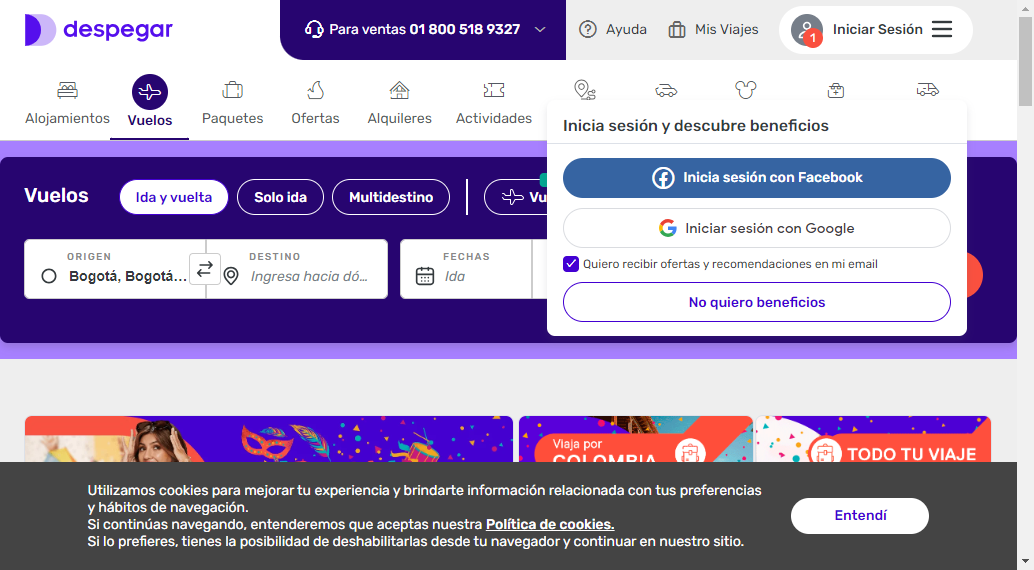 despegar
Para ventas 01 800 518 9327
Ayuda
Mis Viajes
1
Iniciar Sesión
Alojamientos
Vuelos
Paquetes
Ofertas
Alquileres
Actividades
Inicia sesión y descubre beneficios
Inicia sesión con Facebook
Iniciar sesión con Google
Quiero recibir ofertas y recomendaciones en mi email
No quiero beneficios
Vuelos
Ida y vuelta
Solo ida
Multidestino
Vu
ORIGEN
Bogotá, Bogotá...
DESTINO
Ingresa hacia dó...
FECHAS
Ida
Viaja por
COLOMBIA
TODO TU VIAJE
Utilizamos cookies para mejorar tu experiencia y brindarte información relacionada con tus preferencias
y hábitos de navegación.
Si continúas navegando, entenderemos que aceptas nuestra Política de cookies.
Si lo prefieres, tienes la posibilidad de deshabilitarlas desde tu navegador y continuar en nuestro sitio.
Entendí